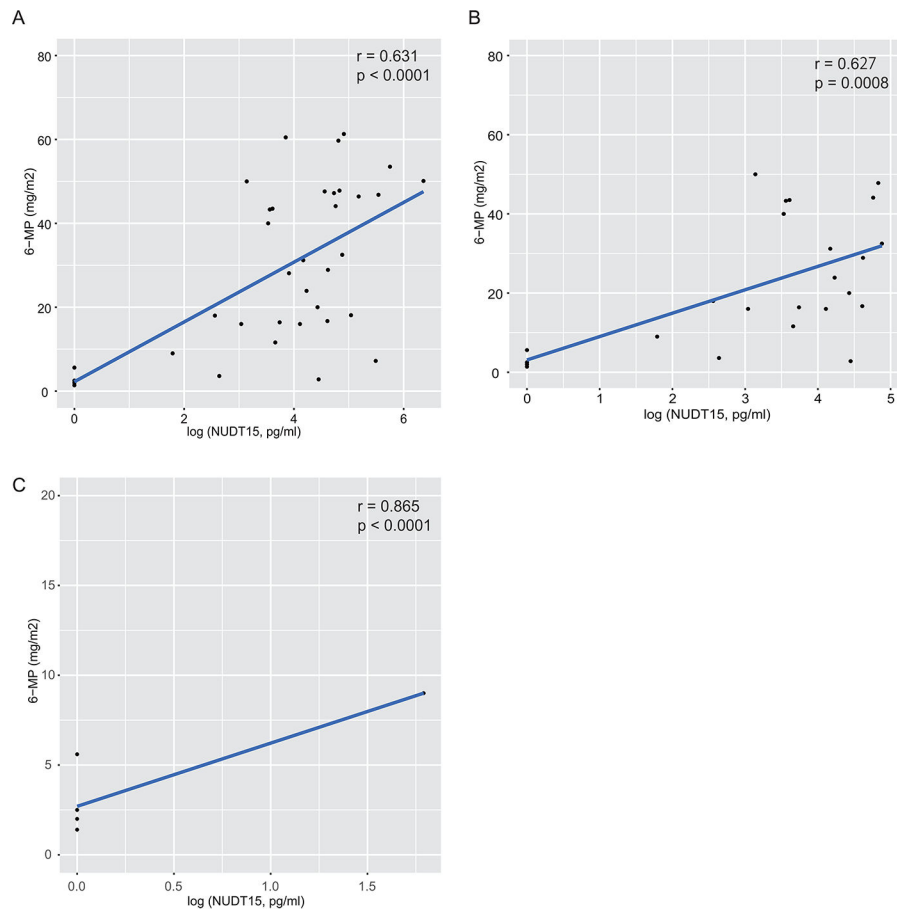 A
r = 0.631
p < 0.0001
80
60
40
20
0
6−MP (mg/m2)
0 2 4 6
log (NUDT15, pg/ml)
B
r = 0.627
p = 0.0008
80
60
40
20
0
6−MP (mg/m2)
0 1 2 3 4 5
log (NUDT15, pg/ml)
C
r = 0.865
p < 0.0001
20
15
10
5
0
6−MP (mg/m2)
0.0 0.5 1.0 1.5
log (NUDT15, pg/ml)